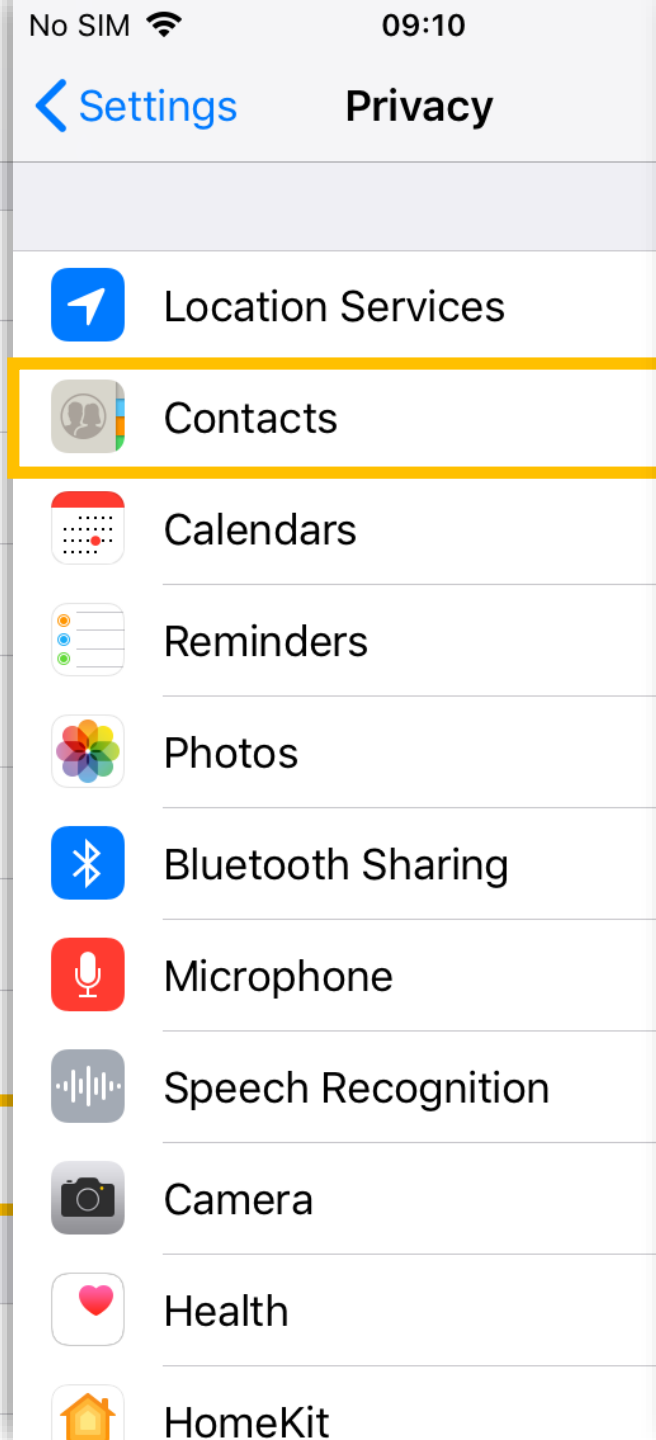 No SIM 09:10
Settings Privacy
Location Services
Contacts
Calendars
Reminders
Photos
Bluetooth Sharing
Microphone
Speech Recognition
Camera
Health
HomeKit